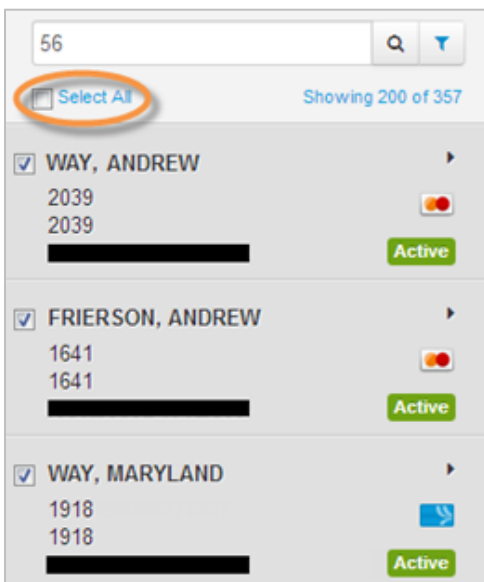 56
Select All Showing 200 of 357
WAY, ANDREW
2039
2039
Active
FRIERSON, ANDREW
1641
1641
Active
WAY, MARYLAND
1918
1918
Active